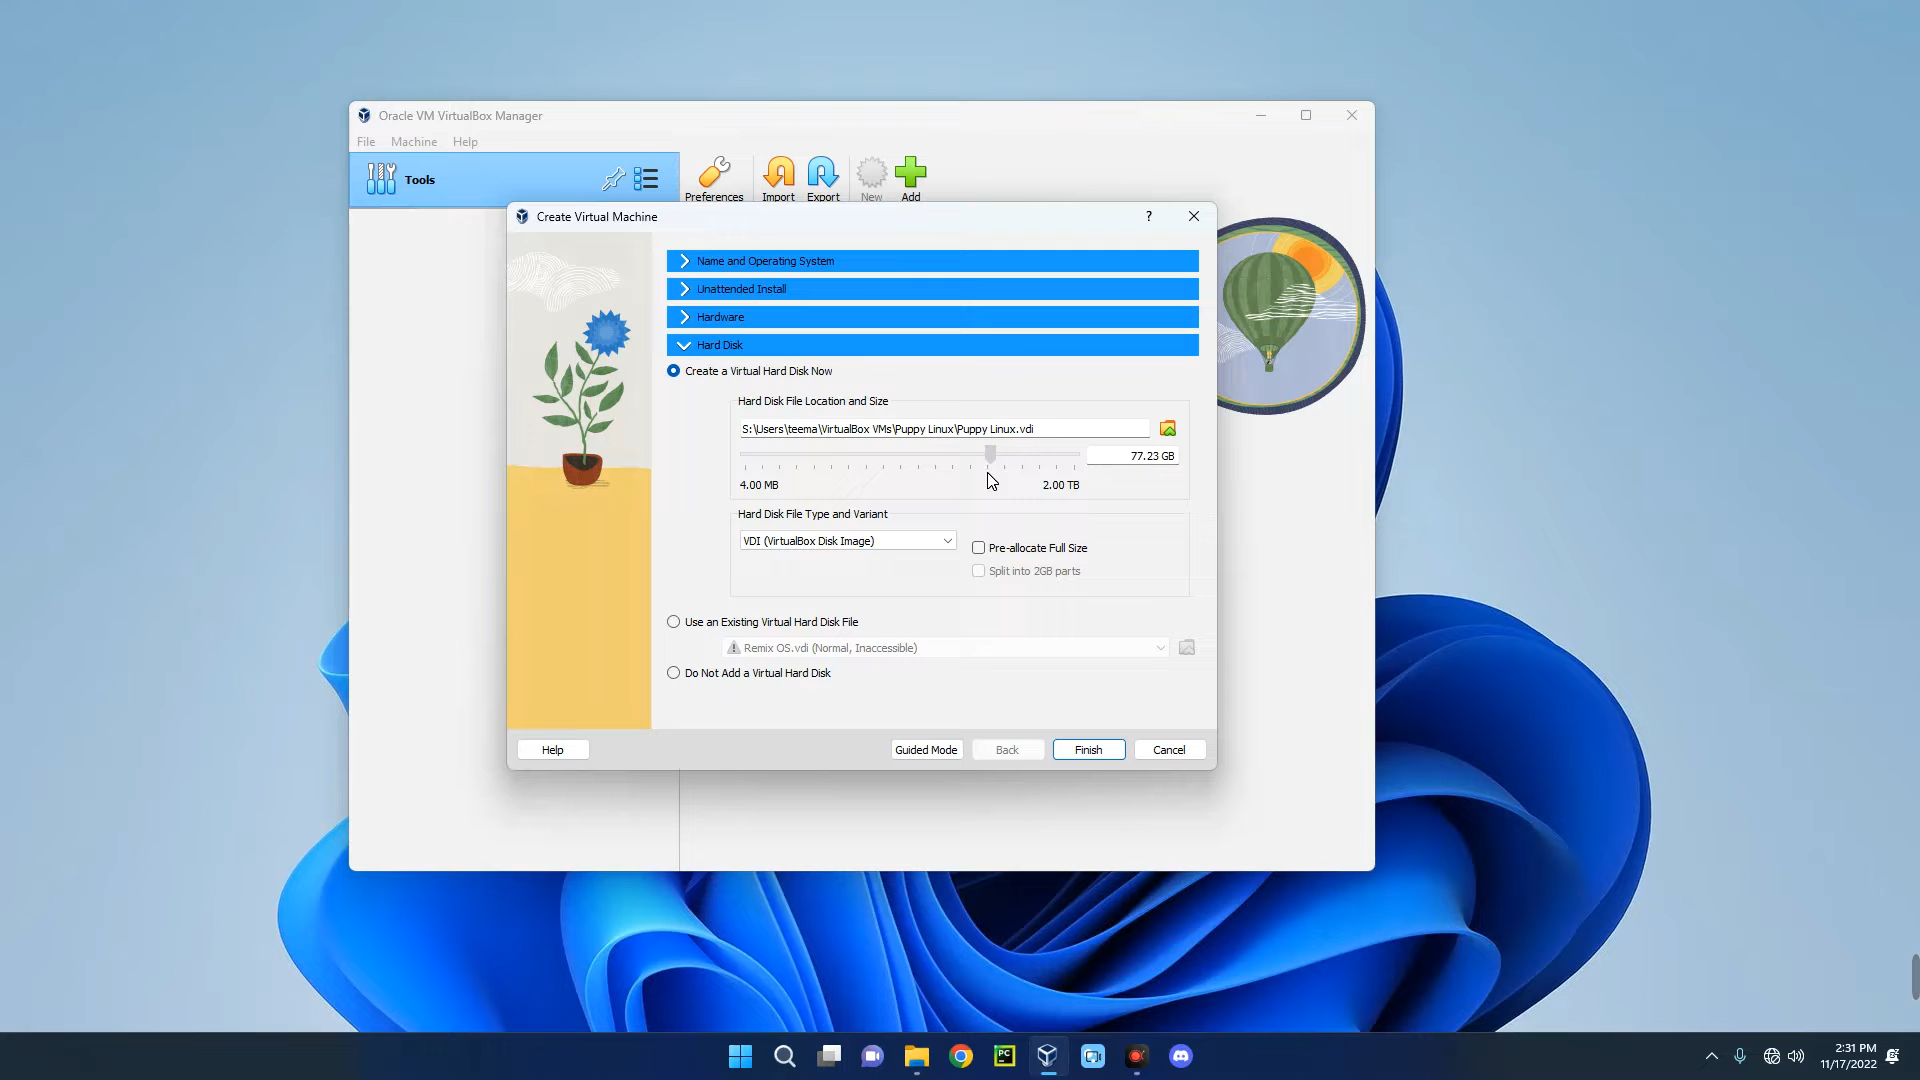 Oracle VM VirtualBox Manager
File Machine Help
Tools
Preferences Import Export New Add
Create Virtual Machine
?
Name and Operating System
Unattended Install
Hardware
Hard Disk
Create a Virtual Hard Disk Now
Hard Disk File Location and Size
S:\Users\teema\VirtualBox VMs\Puppy Linux\Puppy Linux.vdi
77.23 GB
4.00 MB 2.00 TB
Hard Disk File Type and Variant
VDI (VirtualBox Disk Image)
Pre-allocate Full Size
Split into 2GB parts
Use an Existing Virtual Hard Disk File
Remix OS.vdi (Normal, Inaccessible)
Do Not Add a Virtual Hard Disk
Help Guided Mode Back Finish Cancel
PC
2:31 PM
11/17/2022